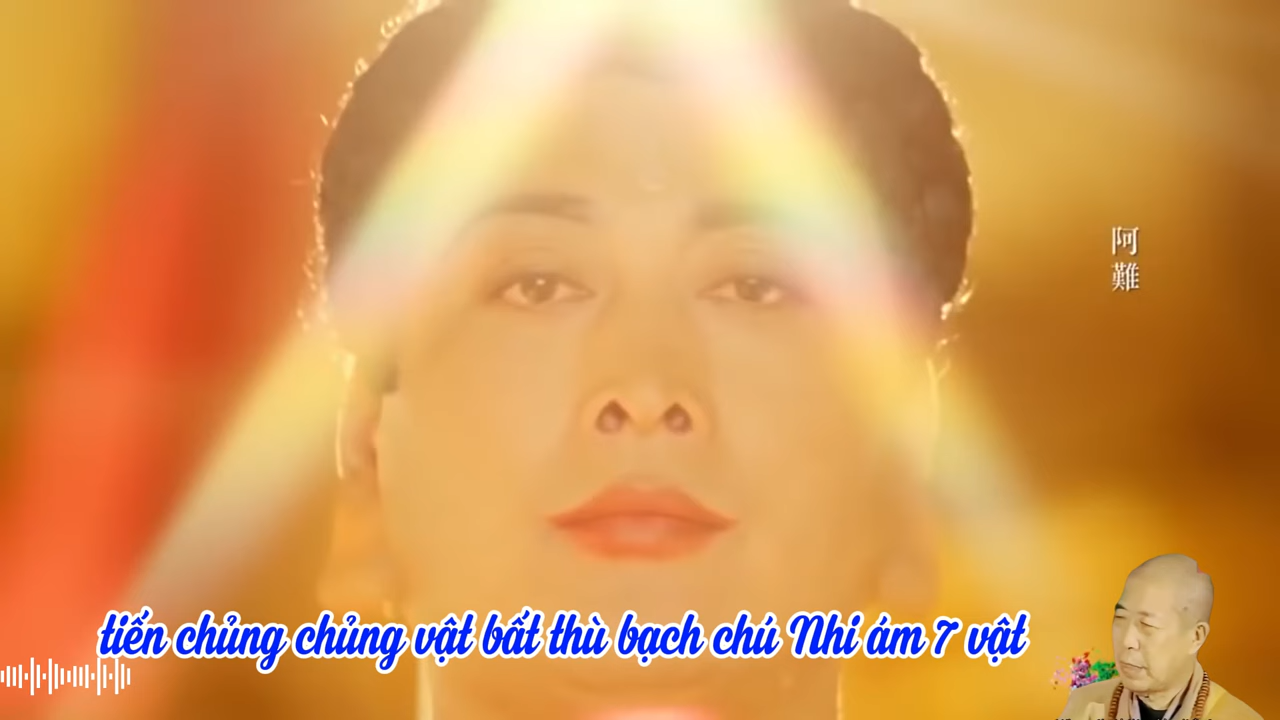 阿難
tiến chủng chủng vật bất thù bạch chú Nhi ám 7 vật